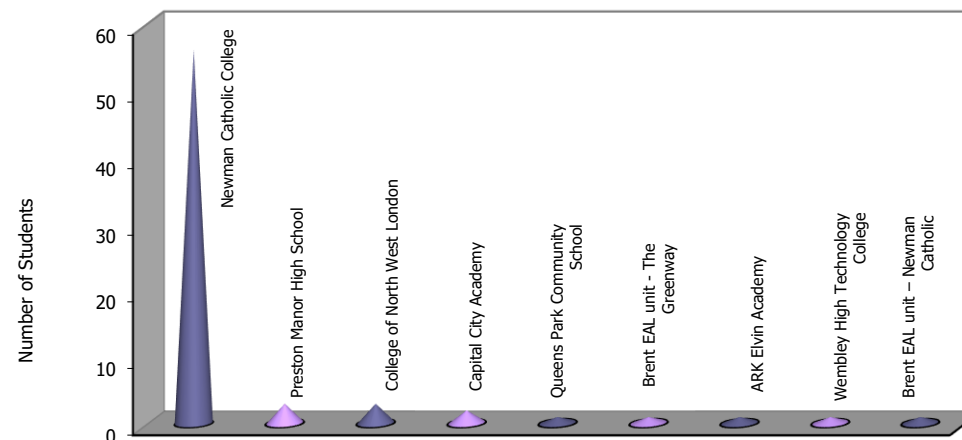 60
50
40
30
20
10
0
Number of Students
Newman Catholic College
Preston Manor High School
College of North West London
Capital City Academy
Queens Park Community
School
Brent EAL unit - The
Greenway
ARK Elvin Academy
Wembley High Technology
College
Brent EAL unit – Newman
Catholic